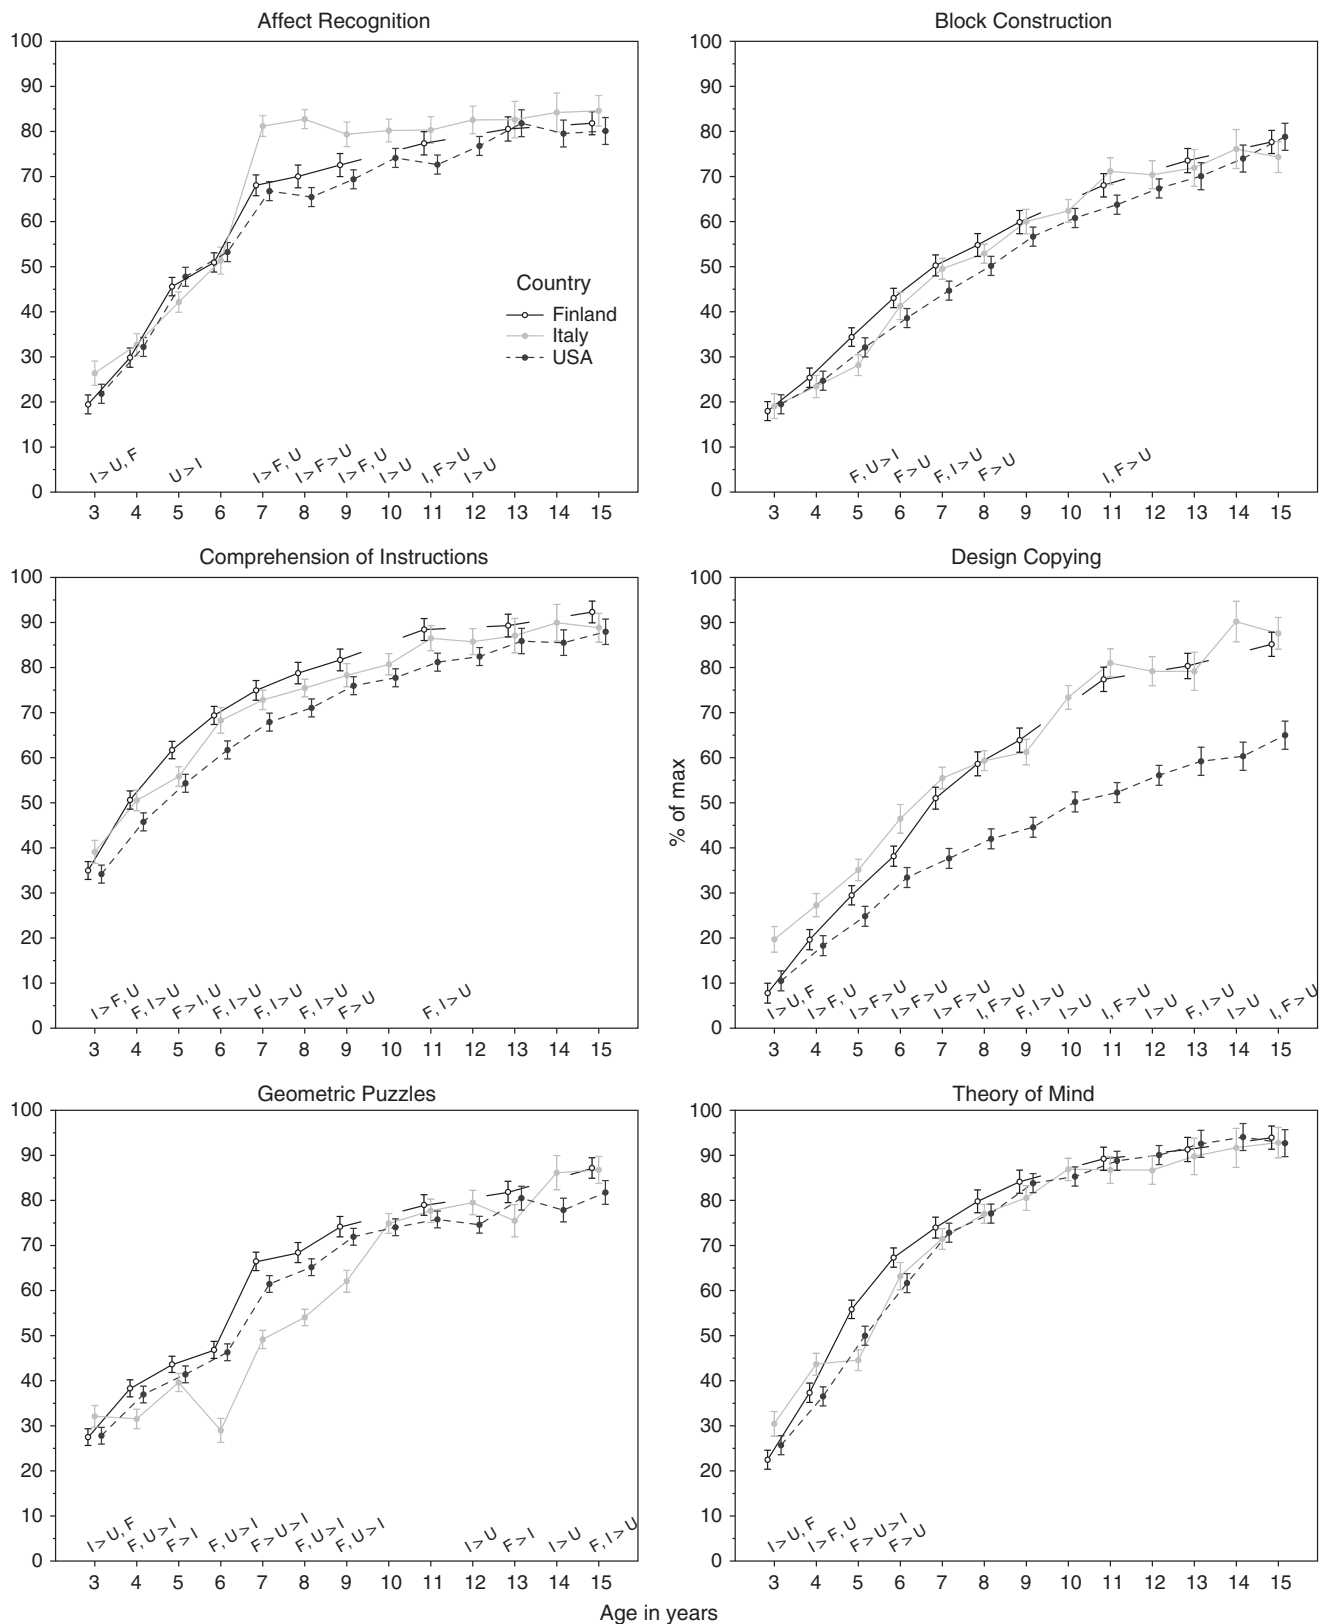 Affect Recognition
100
90
80
70
60
50
40
30
20
10
0
Country
Finland
Italy
USA
I > U, F
U > I
I > F, U
I > F > U
I > F, U
I > U
I, F > U
I > U
3 4 5 6 7 8 9 10 11 12 13 14 15
Block Construction
100
90
80
70
60
50
40
30
20
10
0
F, U > I
F > U
F, I > U
F > U
I, F > U
3 4 5 6 7 8 9 10 11 12 13 14 15
Comprehension of Instructions
100
90
80
70
60
50
40
30
20
10
0
I > F, U
F, I > U
F > I, U
F, I > U
F, I > U
F, I > U
F > U
F, I > U
3 4 5 6 7 8 9 10 11 12 13 14 15
Design Copying
% of max
100
90
80
70
60
50
40
30
20
10
0
I > U, F
I > F, U
I > F > U
I > F > U
I > F > U
I, F > U
F, I > U
I > U
I, F > U
I > U
F, I > U
I > U
I, F > U
3 4 5 6 7 8 9 10 11 12 13 14 15
Geometric Puzzles
100
90
80
70
60
50
40
30
20
10
0
I > U, F
F, U > I
F > I
F, U > I
F > U > I
F, U > I
F, U > I
I > U
F > I
I > U
F, I > U
3 4 5 6 7 8 9 10 11 12 13 14 15
Theory of Mind
100
90
80
70
60
50
40
30
20
10
0
I > U, F
I > F, U
F > U > I
F > U
3 4 5 6 7 8 9 10 11 12 13 14 15
Age in years